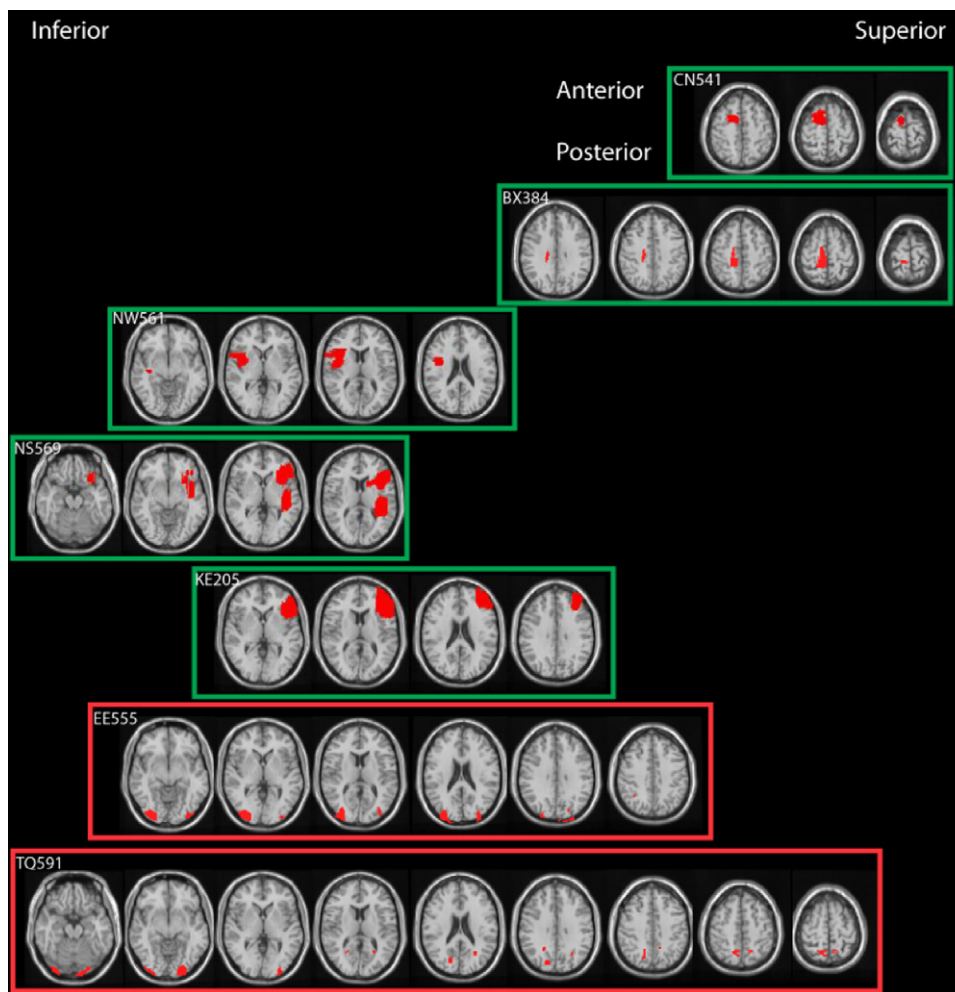 Inferior
Superior
CN541
Anterior
Posterior
BX384
NW561
NS569
KE205
EE555
TQ591